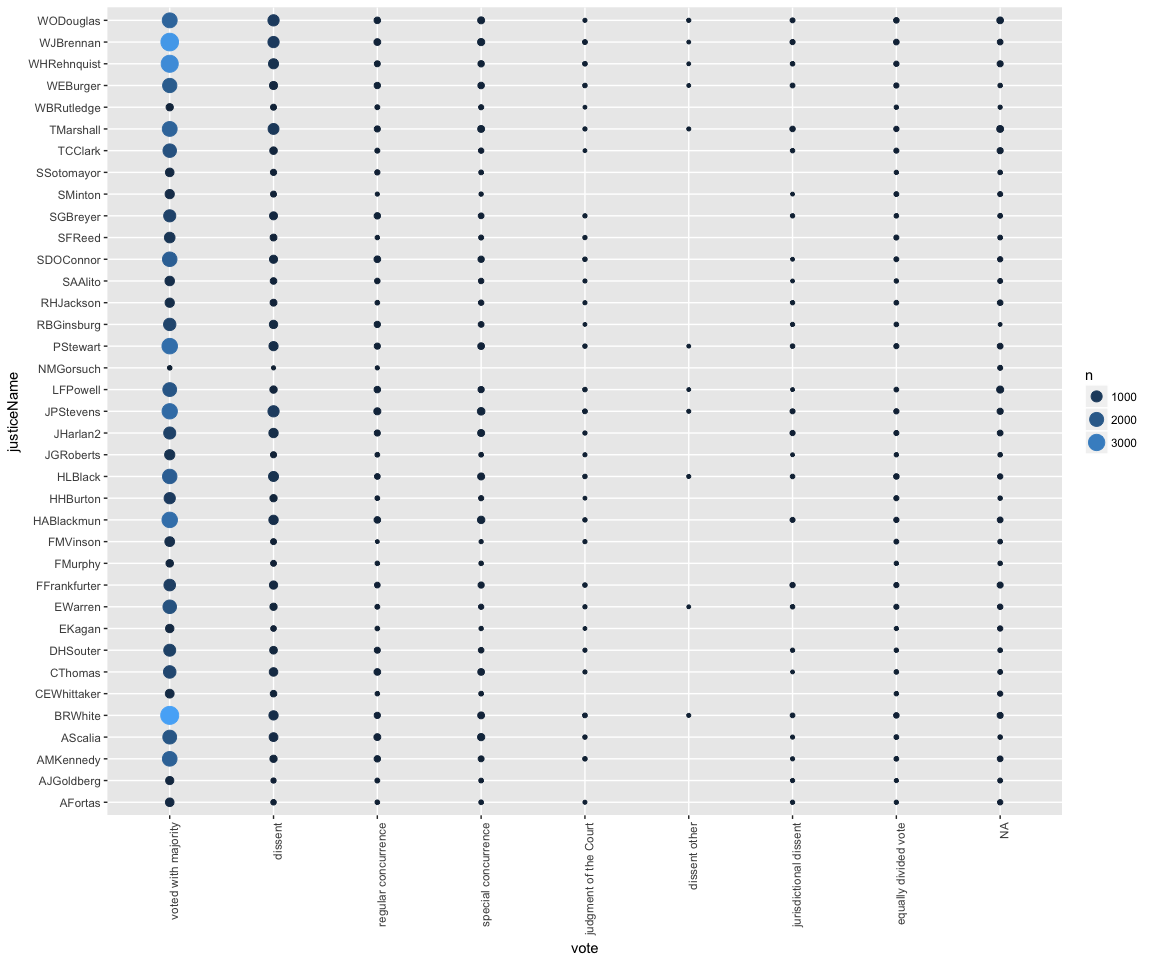 WODouglas
WJBrennan
WHRehnquist
WEBurger
WBRutledge
TMarshall
TCClark
SSotomayor
SMinton
SGBreyer
SFReed
SDOConnor
SAAlito
RHJackson
RBGinsburg
PStewart
NMGorsuch
LFPowell
JPStevens
JHarlan2
JGRoberts
HLBlack
HHBurton
HABlackmun
FMVinson
FMurphy
FFrankfurter
EWarren
EKagan
DHSouter
CThomas
CEWhittaker
BRWhite
AScalia
AMKennedy
AJGoldberg
AFortas
justiceName
voted with majority
dissent
regular concurrence
special concurrence
judgment of the Court
dissent other
jurisdictional dissent
equally divided vote
NA
vote
n
1000
2000
3000